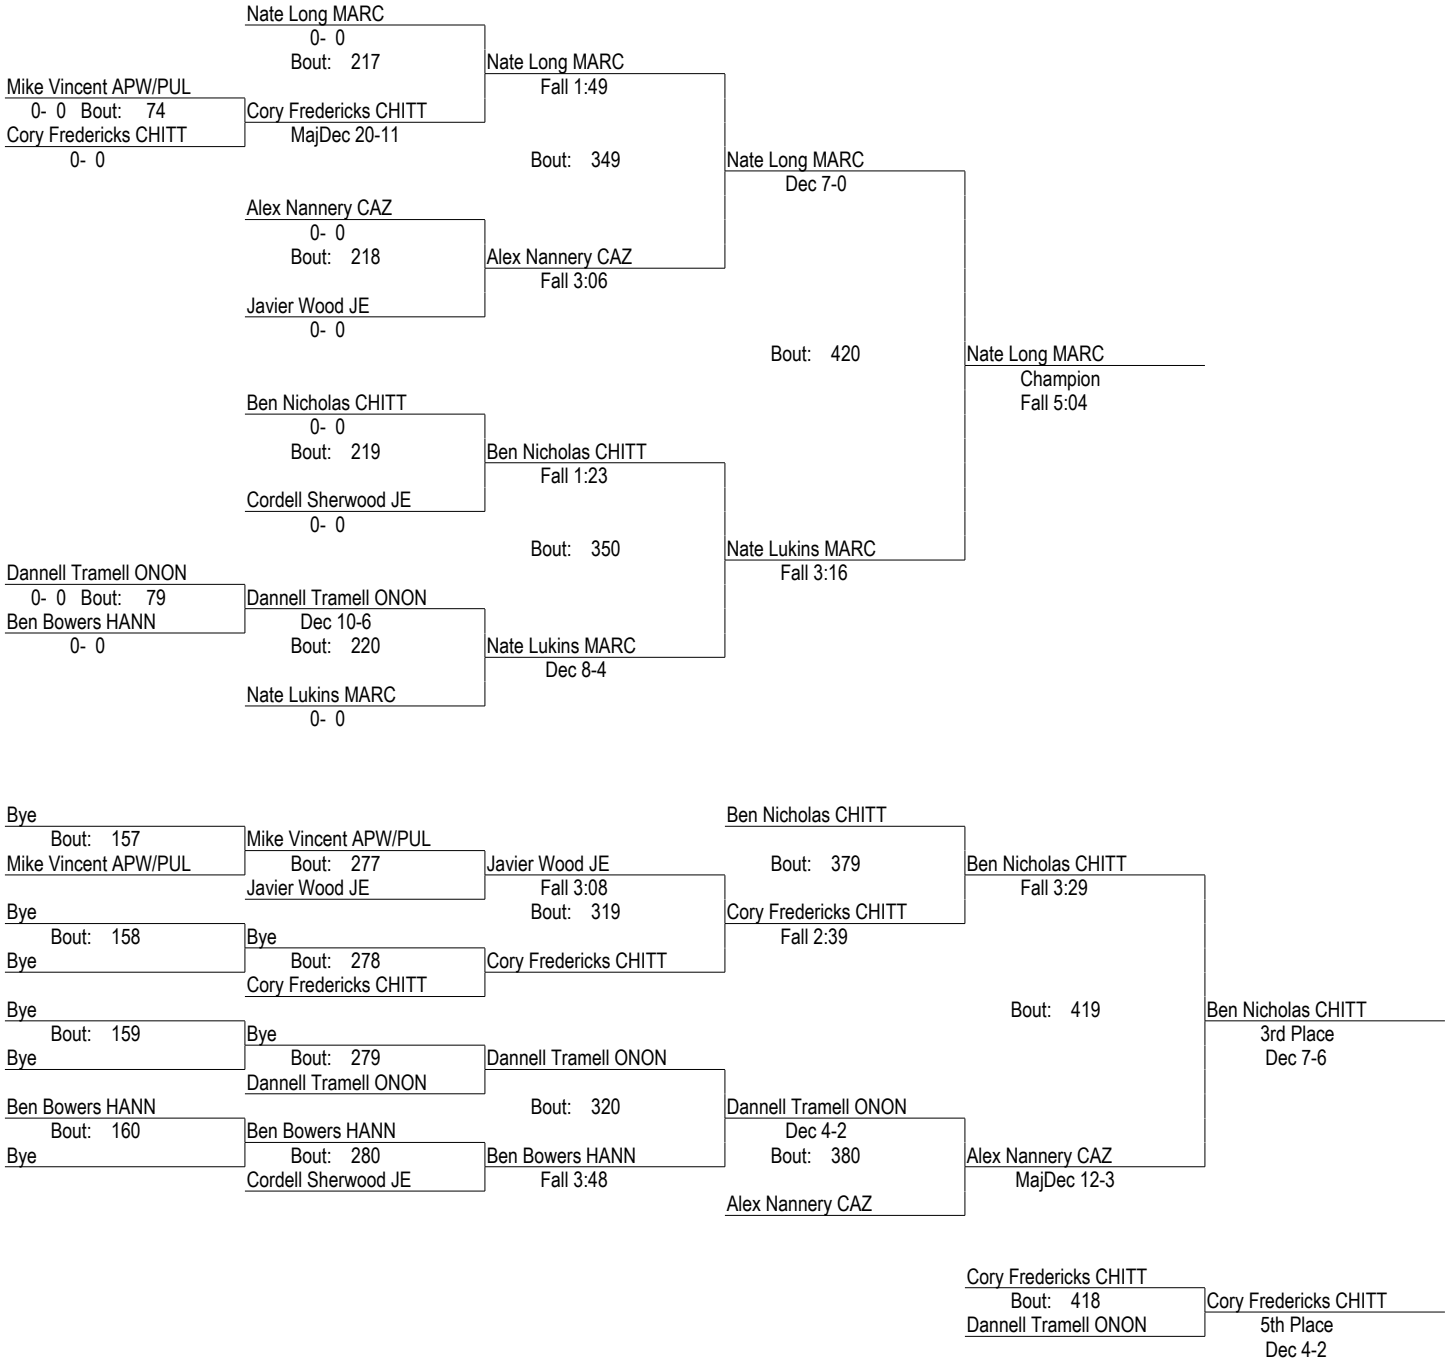 Nate Long MARC
0- 0
Bout: 217
Nate Long MARC
Mike Vincent APW/PUL
Fall 1:49
0- 0 Bout: 74
Cory Fredericks CHITT
Cory Fredericks CHITT
MajDec 20-11
0- 0
Bout: 349
Nate Long MARC
Dec 7-0
Alex Nannery CAZ
0- 0
Bout: 218
Alex Nannery CAZ
Fall 3:06
Javier Wood JE
0- 0
Bout: 420
Nate Long MARC
Champion
Fall 5:04
Ben Nicholas CHITT
0- 0
Bout: 219
Ben Nicholas CHITT
Fall 1:23
Cordell Sherwood JE
0- 0
Bout: 350
Nate Lukins MARC
Fall 3:16
Dannell Tramell ONON
0- 0 Bout: 79
Dannell Tramell ONON
Ben Bowers HANN
Dec 10-6
0- 0
Bout: 220
Nate Lukins MARC
Dec 8-4
Nate Lukins MARC
0- 0
Bye
Ben Nicholas CHITT
Bout: 157
Mike Vincent APW/PUL
Mike Vincent APW/PUL
Bout: 277
Javier Wood JE
Bout: 379
Ben Nicholas CHITT
Javier Wood JE
Fall 3:08
Fall 3:29
Bye
Bout: 319
Cory Fredericks CHITT
Bout: 158
Bye
Fall 2:39
Bye
Bout: 278
Cory Fredericks CHITT
Cory Fredericks CHITT
Bye
Bout: 419
Ben Nicholas CHITT
Bout: 159
Bye
3rd Place
Bye
Bout: 279
Dannell Tramell ONON
Dec 7-6
Dannell Tramell ONON
Ben Bowers HANN
Bout: 320
Dannell Tramell ONON
Bout: 160
Ben Bowers HANN
Dec 4-2
Bye
Bout: 280
Ben Bowers HANN
Bout: 380
Alex Nannery CAZ
Cordell Sherwood JE
Fall 3:48
MajDec 12-3
Alex Nannery CAZ
Cory Fredericks CHITT
Bout: 418
Cory Fredericks CHITT
Dannell Tramell ONON
5th Place
Dec 4-2